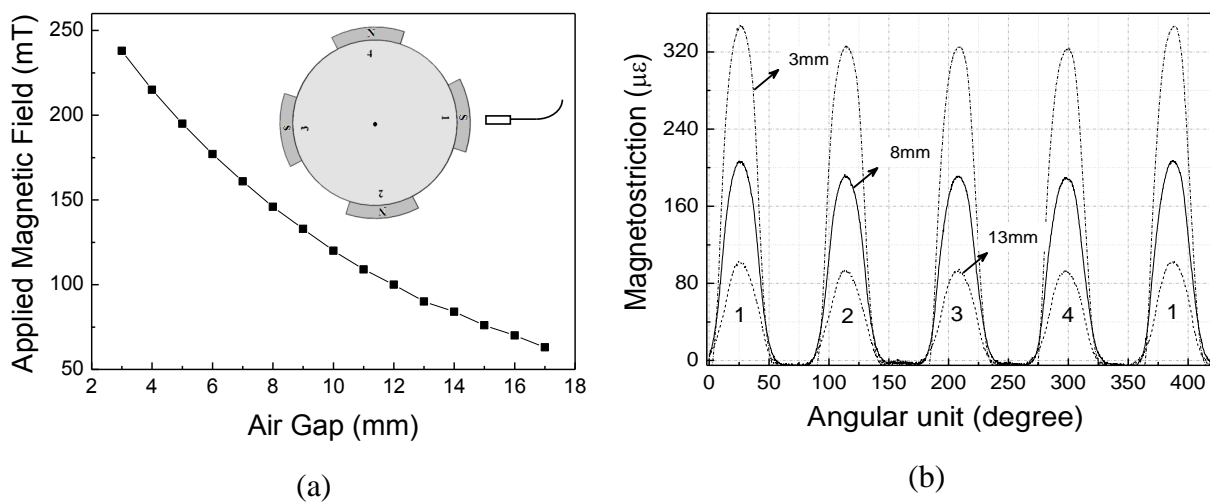 Applied Magnetic Field (mT)
250
200
150
100
50
2 4 6 8 10 12 14 16 18
Air Gap (mm)
N
4
S
3
1
S
2
N
(a)
Magnetostriction (με)
320
240
160
80
0
3mm
8mm
13mm
1 2 3 4 1
0 50 100 150 200 250 300 350 400
Angular unit (degree)
(b)